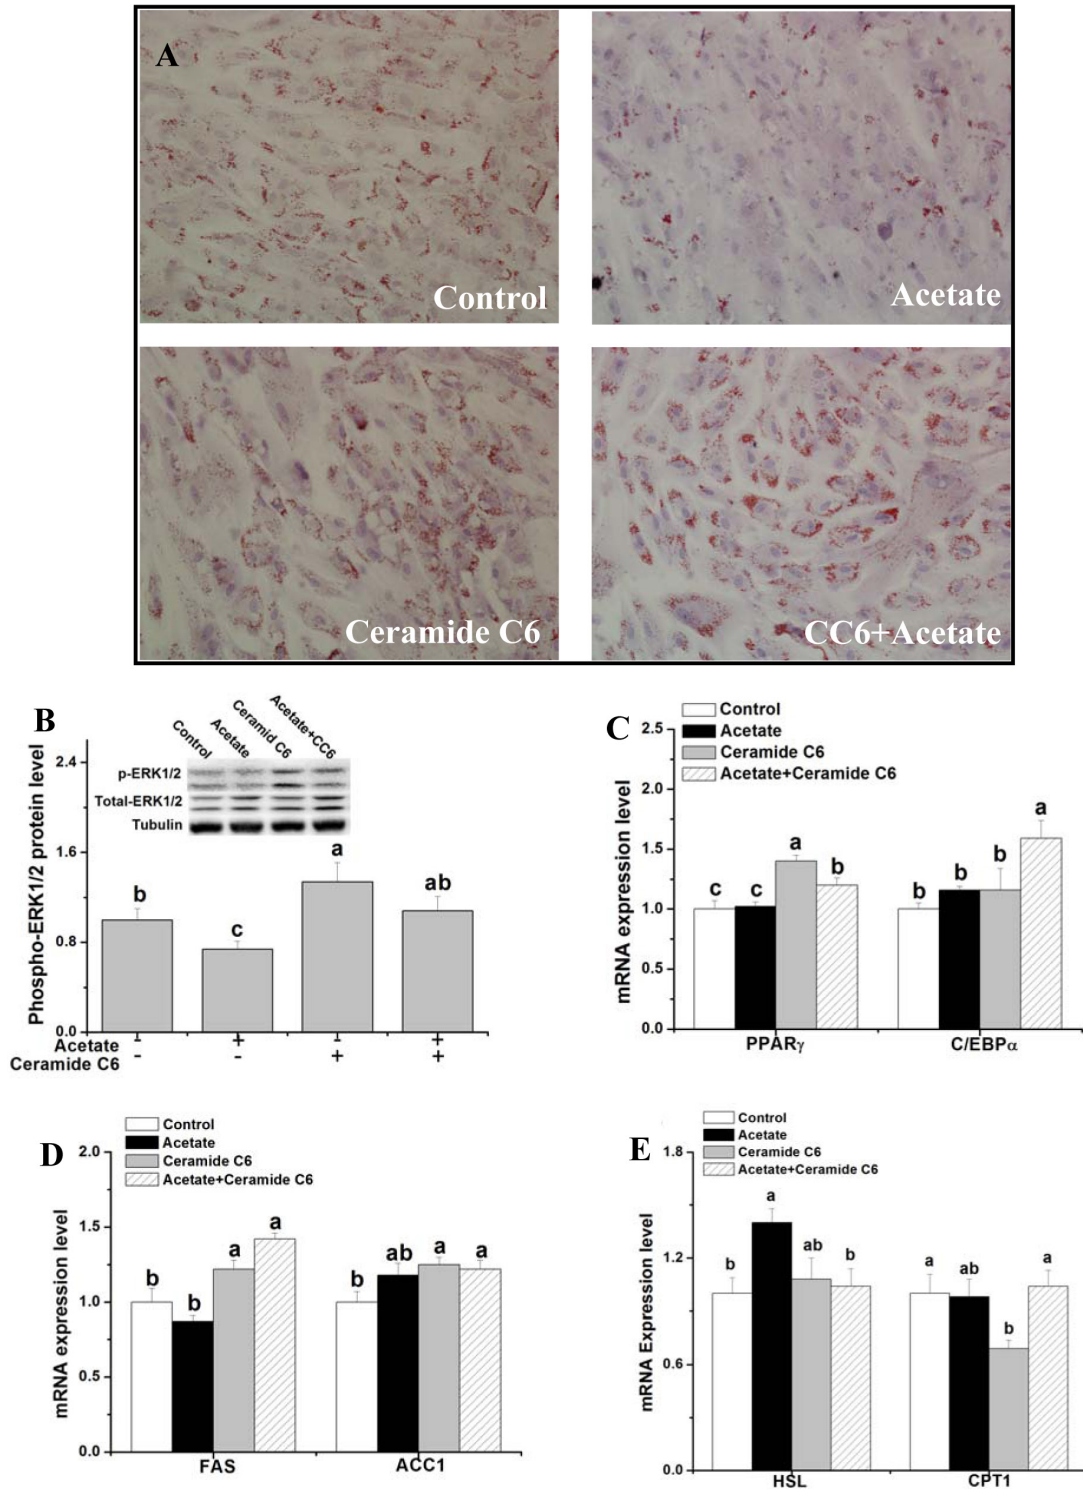 A
Control
Acetate
Ceramide C6
CC6+Acetate
B
Control
Acetate
Ceramid C6
Acetate+CC6
p-ERK1/2
Total-ERK1/2
Tubulin
Phospho-ERK1/2 protein level
2.4
1.6
0.8
0.0
b
c
a
ab
Acetate - + - +
Ceramide C6 - - + +
C
Control
Acetate
Ceramide C6
Acetate+Ceramide C6
mRNA expression level
2.5
2.0
1.5
1.0
0.5
0.0
c c a b
b b b a
PPARγ C/EBPα
D
Control
Acetate
Ceramide C6
Acetate+Ceramide C6
mRNA expression level
2.0
1.5
1.0
0.5
0.0
b b a a
b ab a a
FAS ACC1
E
Control
Acetate
Ceramide C6
Acetate+Ceramide C6
mRNA Expression level
1.8
1.2
0.6
0.0
b a ab b
a ab b a
HSL CPT1